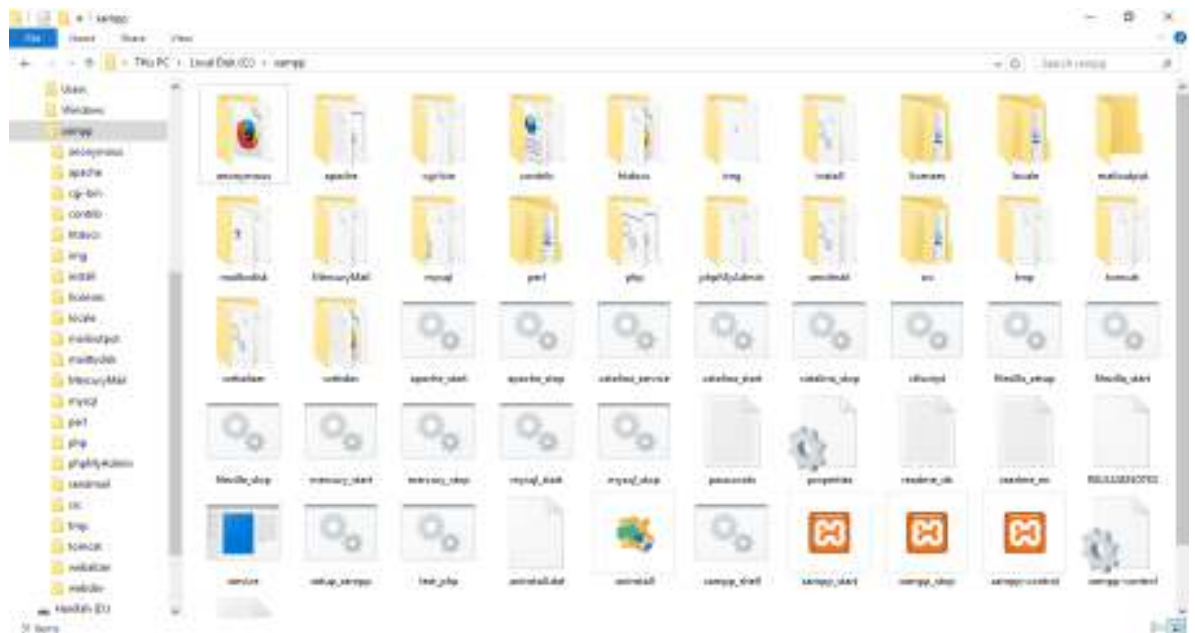 xampp
File Home Share View
This PC Local Disk (C:) xampp
Search xampp
Users
Windows
xampp
anonymous
apache
cgi-bin
contrib
htdocs
img
install
licenses
locale
mailoutput
mailtodisk
MercuryMail
mysql
perl
php
phpMyAdmin
sendmail
src
tmp
tomcat
webalizer
webdav
anonymous apache cgi-bin contrib htdocs img install licenses locale mailoutput
mailtodisk MercuryMail mysql perl php phpMyAdmin sendmail src tmp tomcat
webalizer webdav apache_start apache_stop catalina_service catalina_start catalina_stop filezilla_setup filezilla_start
filezilla_stop mercury_start mercury_stop mysql_start mysql_stop passwords properties readme_de readme_en RELEASENOTES
service setup_xampp test_php uninstall.dat uninstall xampp_shell xampp_start xampp_stop xampp-control xampp-control